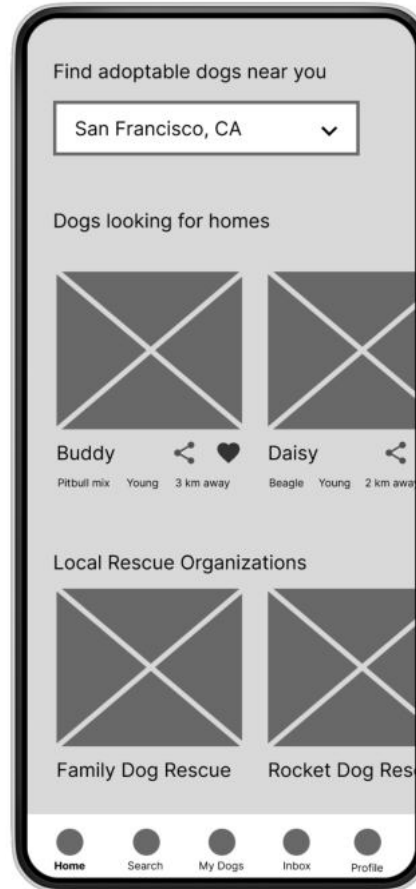 Find adoptable dogs near you
San Francisco, CA
Dogs looking for homes
Buddy
Daisy
Pitbull mix Young 3 km away
Beagle Young 2 km away
Local Rescue Organizations
Family Dog Rescue
Rocket Dog Res
Home Search My Dogs Inbox Profile